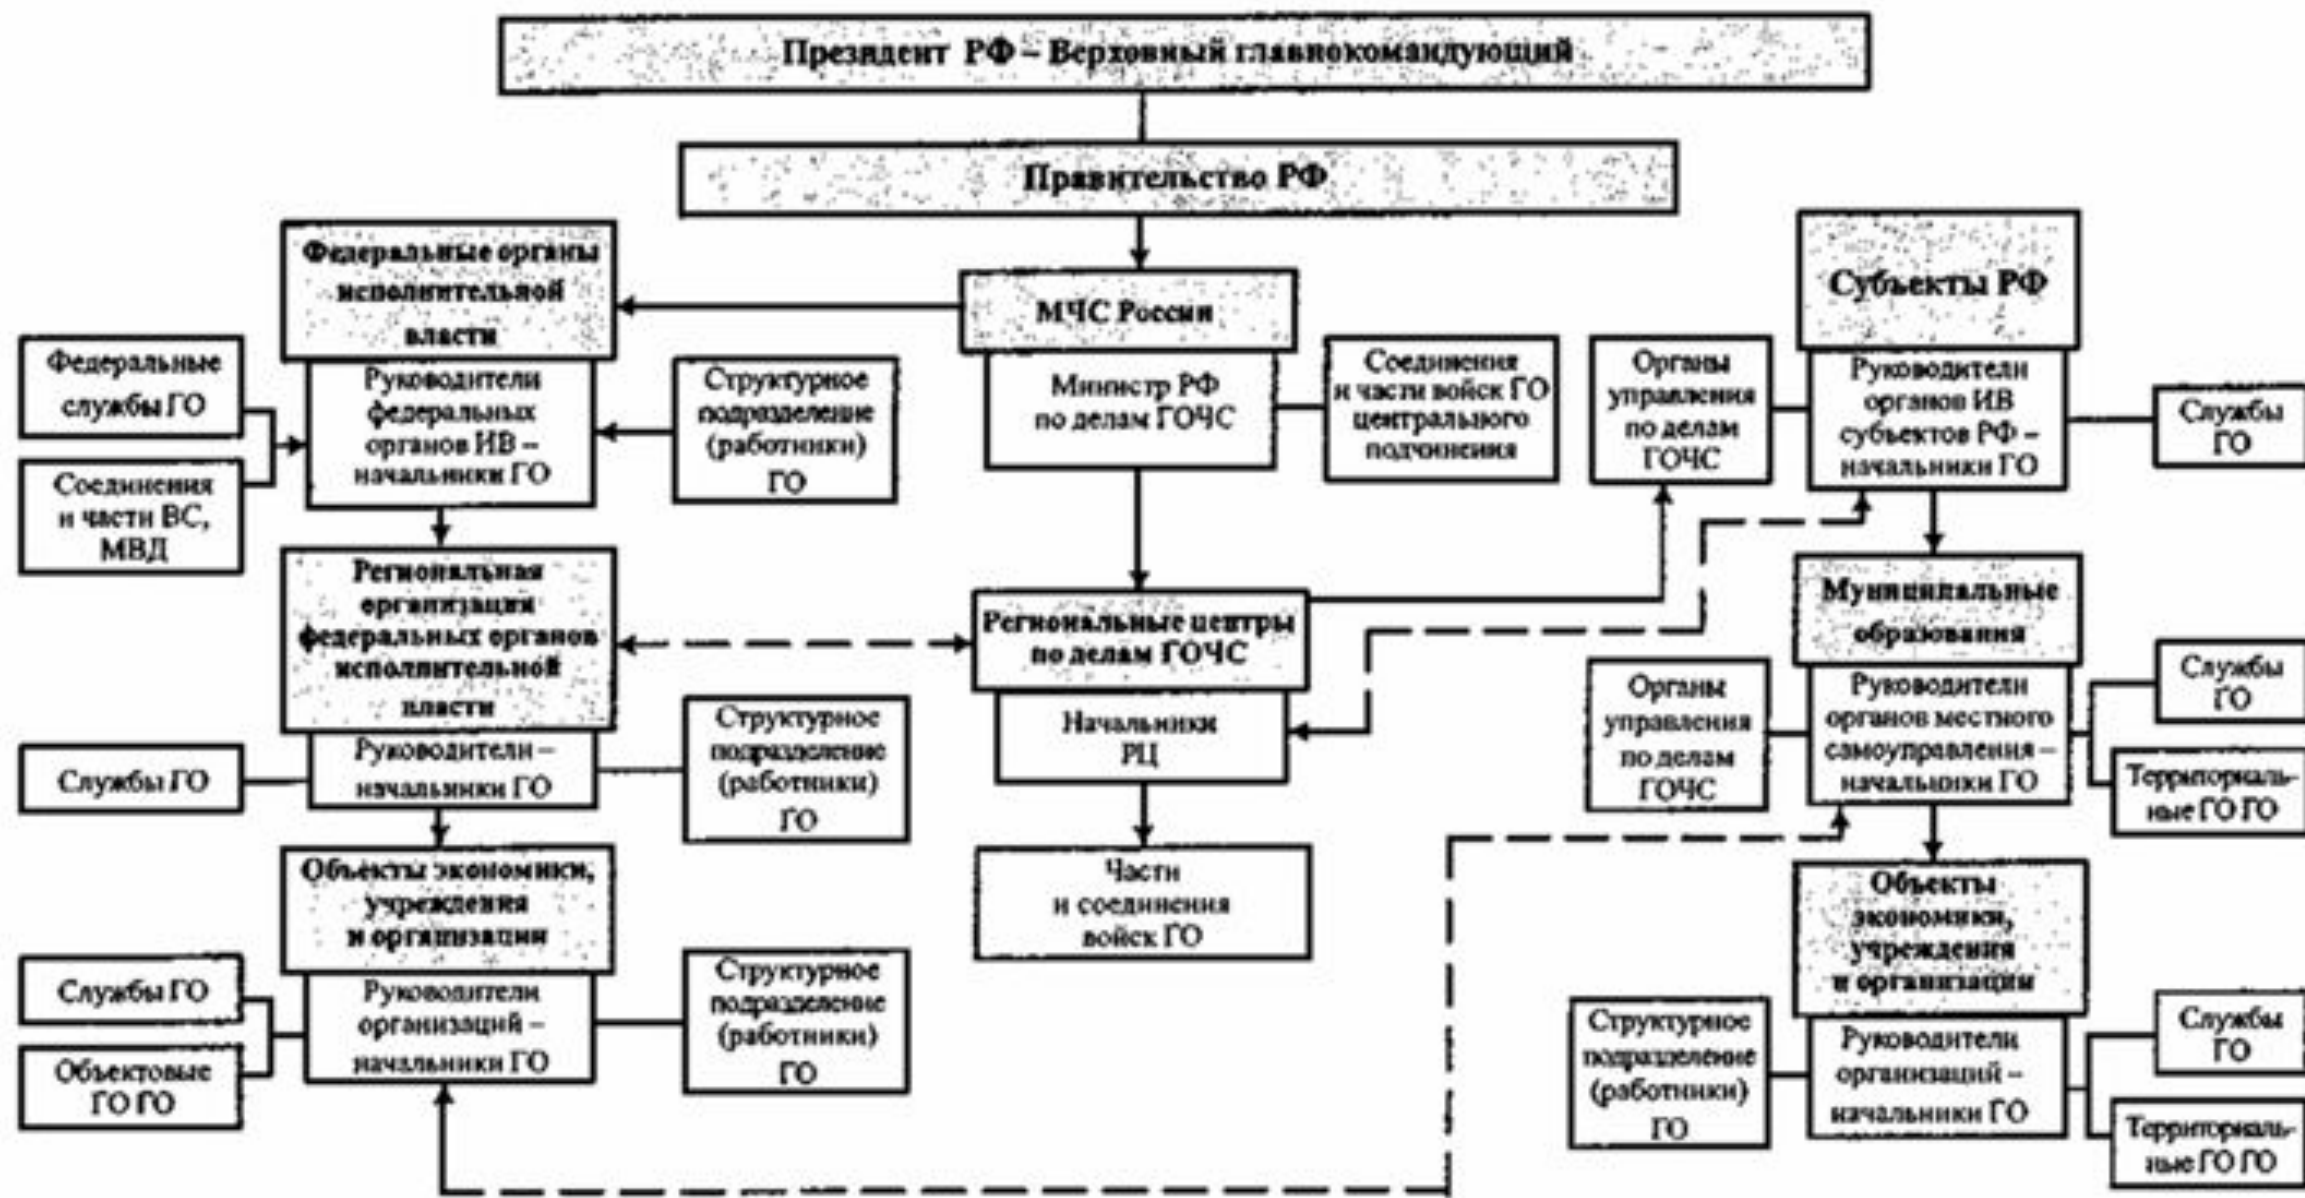 Президент РФ – Верховный главнокомандующий
Правительство РФ
Федеральные органы
исполнительной
власти
МЧС России
Субъекты РФ
Федеральные
службы ГО
Соединения
и части ВС,
МВД
Руководители
федеральных
органов ИВ –
начальники ГО
Структурное
подразделение
(работники)
ГО
Министр РФ
по делам ГОЧС
Соединения
и части войск ГО
центрального
подчинения
Органы
управления
по делам
ГОЧС
Руководители
органов ИВ
субъектов РФ –
начальники ГО
Службы
ГО
Региональная
организация
федеральных органов
исполнительной
власти
Региональные центры
по делам ГОЧС
Муниципальные
образования
Службы ГО
Руководители –
начальники ГО
Структурное
подразделение
(работники)
ГО
Начальники
РЦ
Органы
управления
по делам
ГОЧС
Руководители
органов местного
самоуправления –
начальники ГО
Службы
ГО
Территориаль-
ные ГО ГО
Объекты экономики,
учреждения
и организации
Части
и соединения
войск ГО
Объекты
экономики,
учреждения
и организации
Службы ГО
Объектовые
ГО ГО
Руководители
организаций –
начальники ГО
Структурное
подразделение
(работники)
ГО
Структурное
подразделение
(работники)
ГО
Руководители
организаций –
начальники ГО
Службы
ГО
Территориаль-
ные ГО ГО